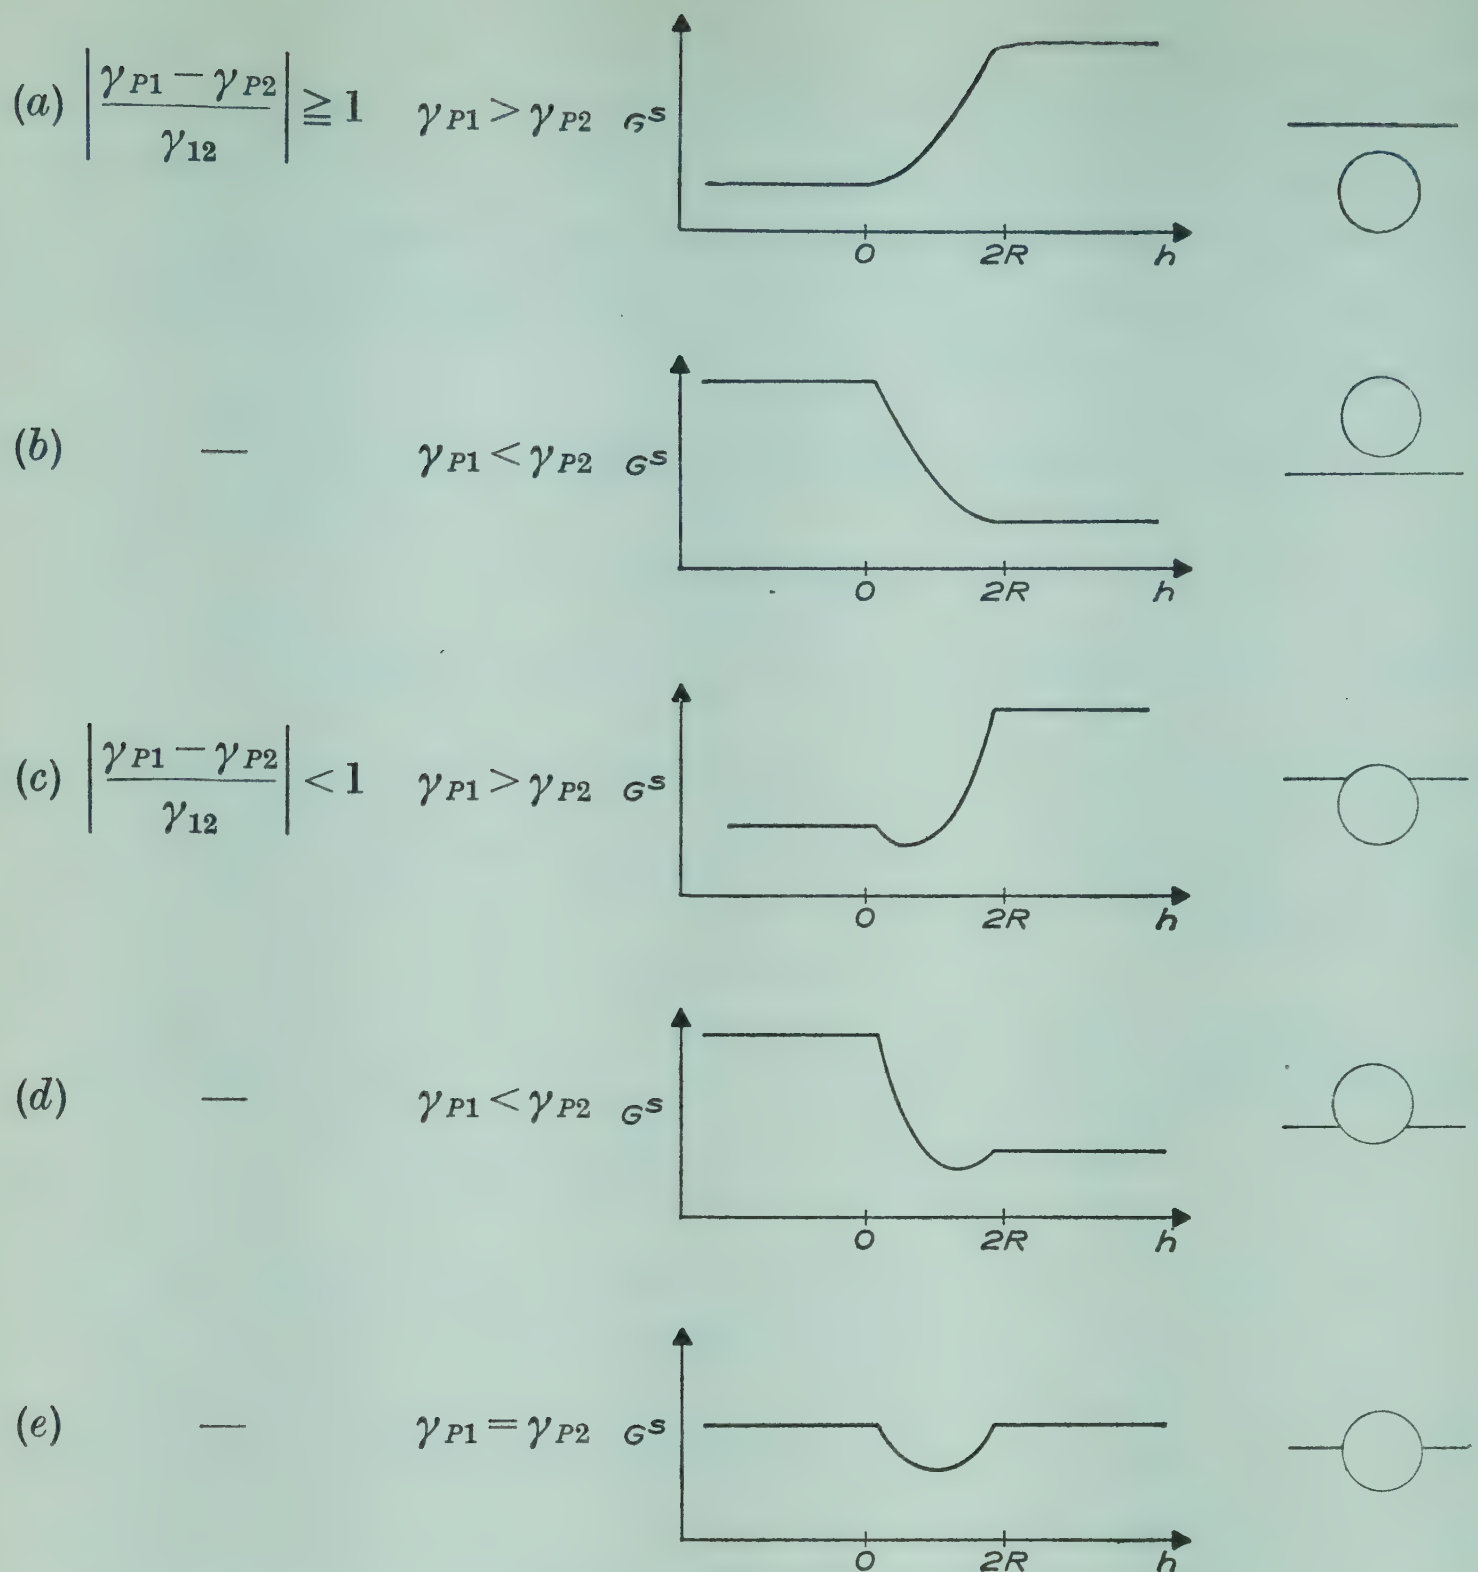 (a) |γP1 − γP2 / γ12| ≧ 1 γP1 > γP2 Gˢ
0 2R h
(b) — γP1 < γP2 Gˢ
0 2R h
(c) |γP1 − γP2 / γ12| < 1 γP1 > γP2 Gˢ
0 2R h
(d) — γP1 < γP2 Gˢ
0 2R h
(e) — γP1 = γP2 Gˢ
0 2R h